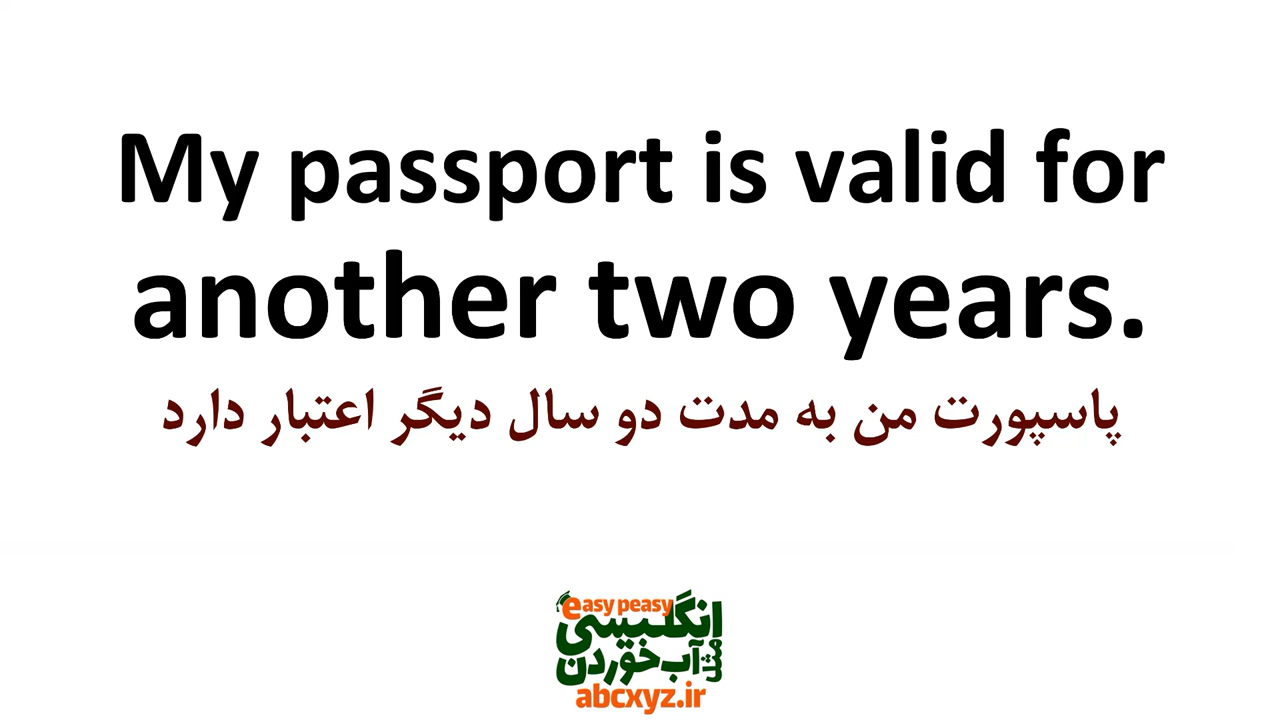 My passport is valid for
another two years.
پاسپورت من به مدت دو سال دیگر اعتبار دارد
easy peasy
انگلیسی
مثل آب خوردن
abcxyz.ir